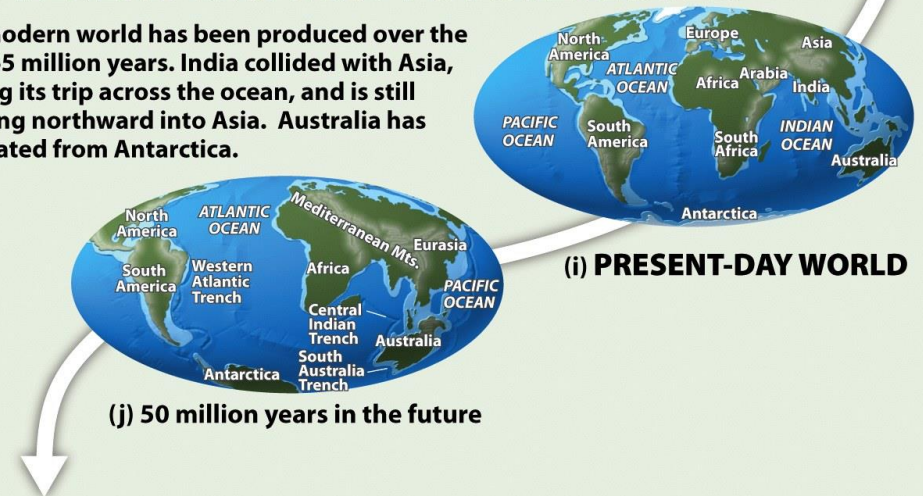 odern world has been produced over the
5 million years. India collided with Asia,
g its trip across the ocean, and is still
ng northward into Asia. Australia has
ated from Antarctica.
North
America
Europe
Asia
ATLANTIC
OCEAN
Africa
Arabia
India
PACIFIC
OCEAN
South
America
South
Africa
INDIAN
OCEAN
Australia
Antarctica
(i) PRESENT-DAY WORLD
North
America
ATLANTIC
OCEAN
Mediterranean Mts.
Eurasia
South
America
Western
Atlantic
Trench
Africa
PACIFIC
OCEAN
Central
Indian
Trench
Australia
South
Australia
Trench
Antarctica
(j) 50 million years in the future